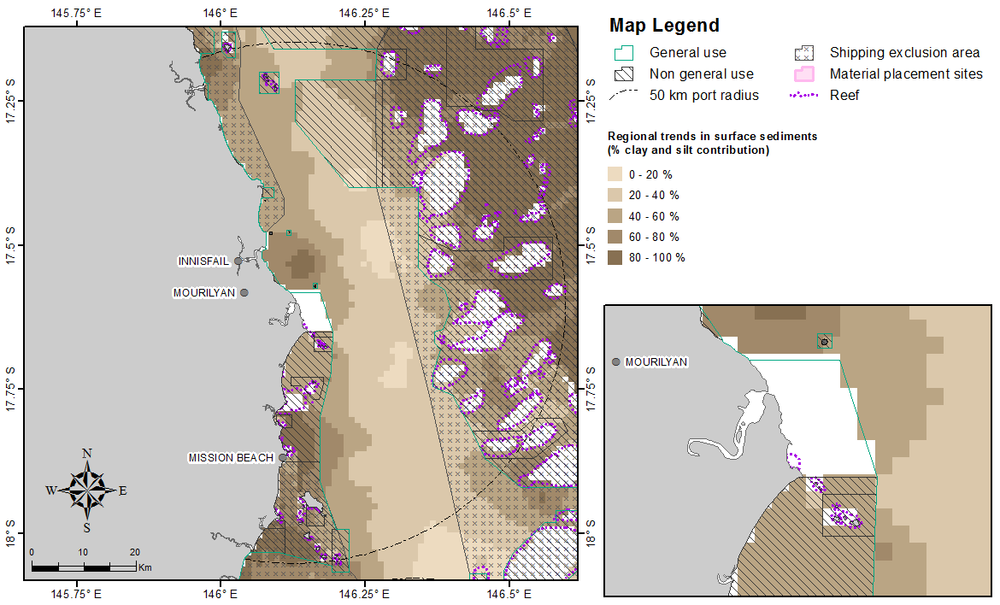 145.75° E 146° E 146.25° E 146.5° E
Map Legend
General use
Non general use
50 km port radius
Shipping exclusion area
Material placement sites
Reef
Regional trends in surface sediments
(% clay and silt contribution)
0 - 20 %
20 - 40 %
40 - 60 %
60 - 80 %
80 - 100 %
17.25° S 17.25° S
17.5° S 17.5° S
INNISFAIL
MOURILYAN
MOURILYAN
17.75° S 17.75° S
MISSION BEACH
N
W E
S
18° S 18° S
0 10 20
Km
145.75° E 146° E 146.25° E 146.5° E